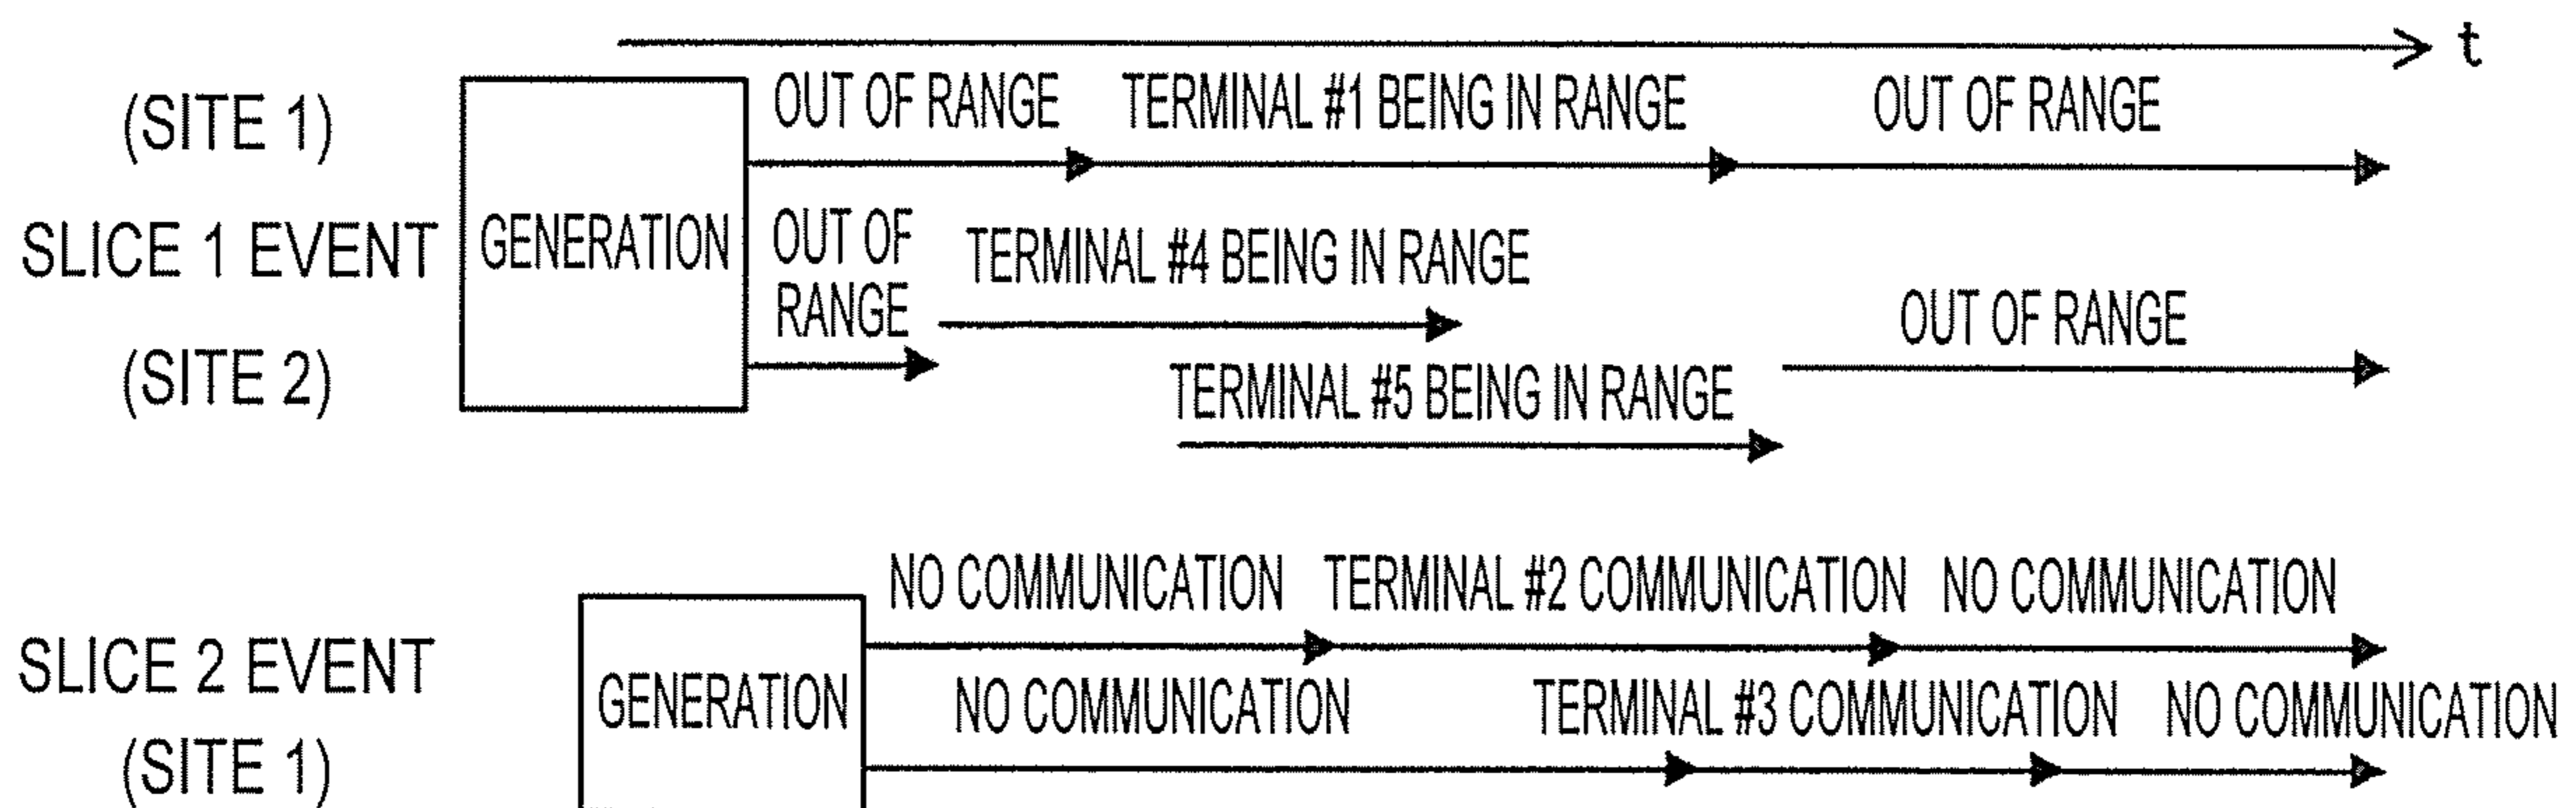 t
(SITE 1)
OUT OF RANGE
TERMINAL #1 BEING IN RANGE
OUT OF RANGE
SLICE 1 EVENT
GENERATION
OUT OF
RANGE
TERMINAL #4 BEING IN RANGE
OUT OF RANGE
(SITE 2)
TERMINAL #5 BEING IN RANGE
NO COMMUNICATION
TERMINAL #2 COMMUNICATION
NO COMMUNICATION
SLICE 2 EVENT
GENERATION
NO COMMUNICATION
TERMINAL #3 COMMUNICATION
NO COMMUNICATION
(SITE 1)